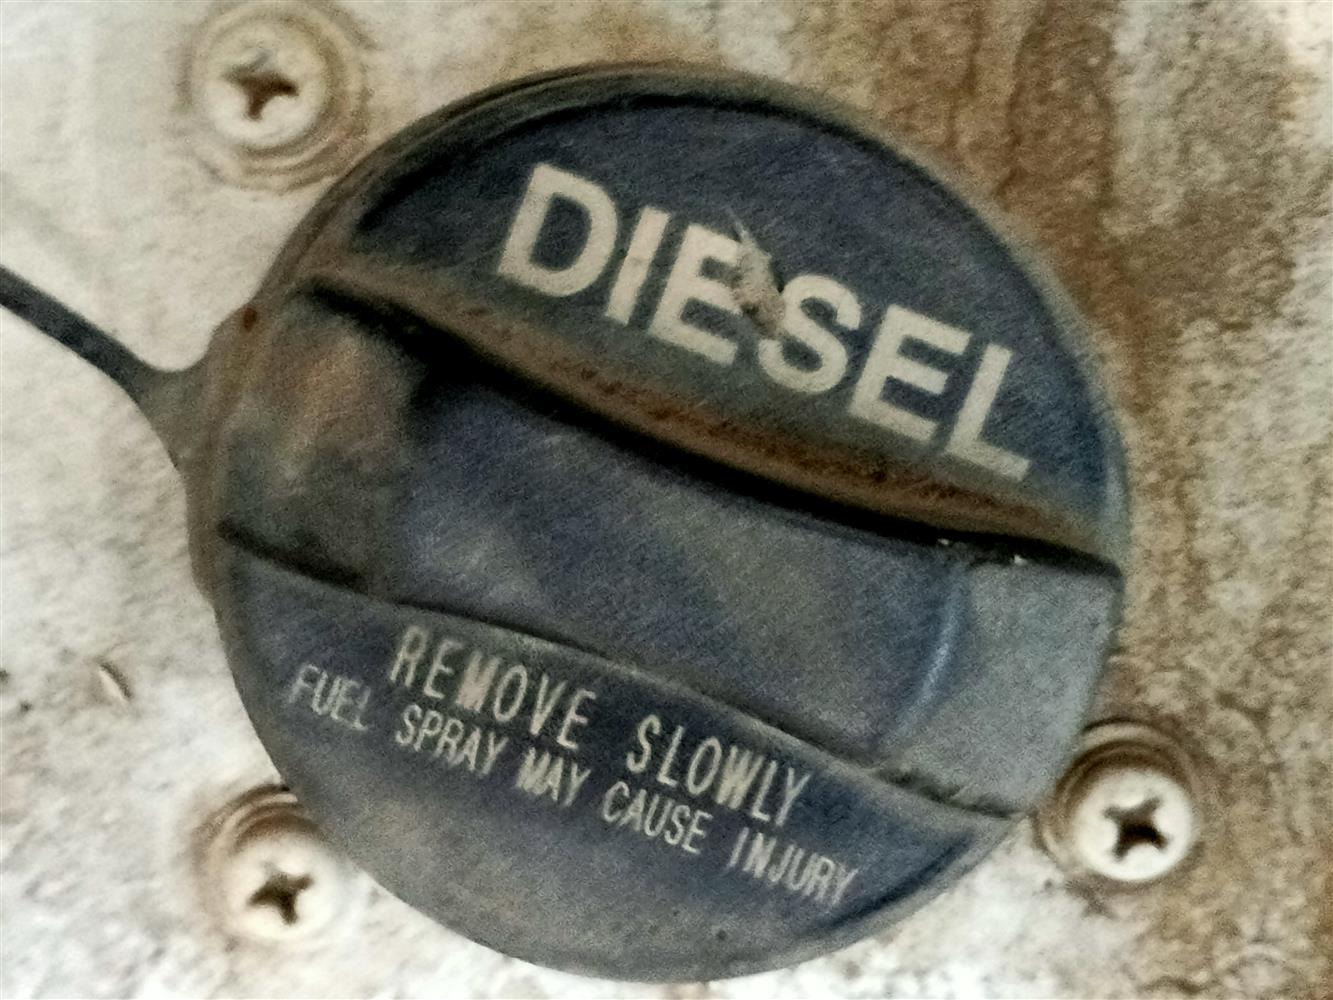 DIESEL
REMOVE SLOWLY
FUEL SPRAY MAY CAUSE INJURY